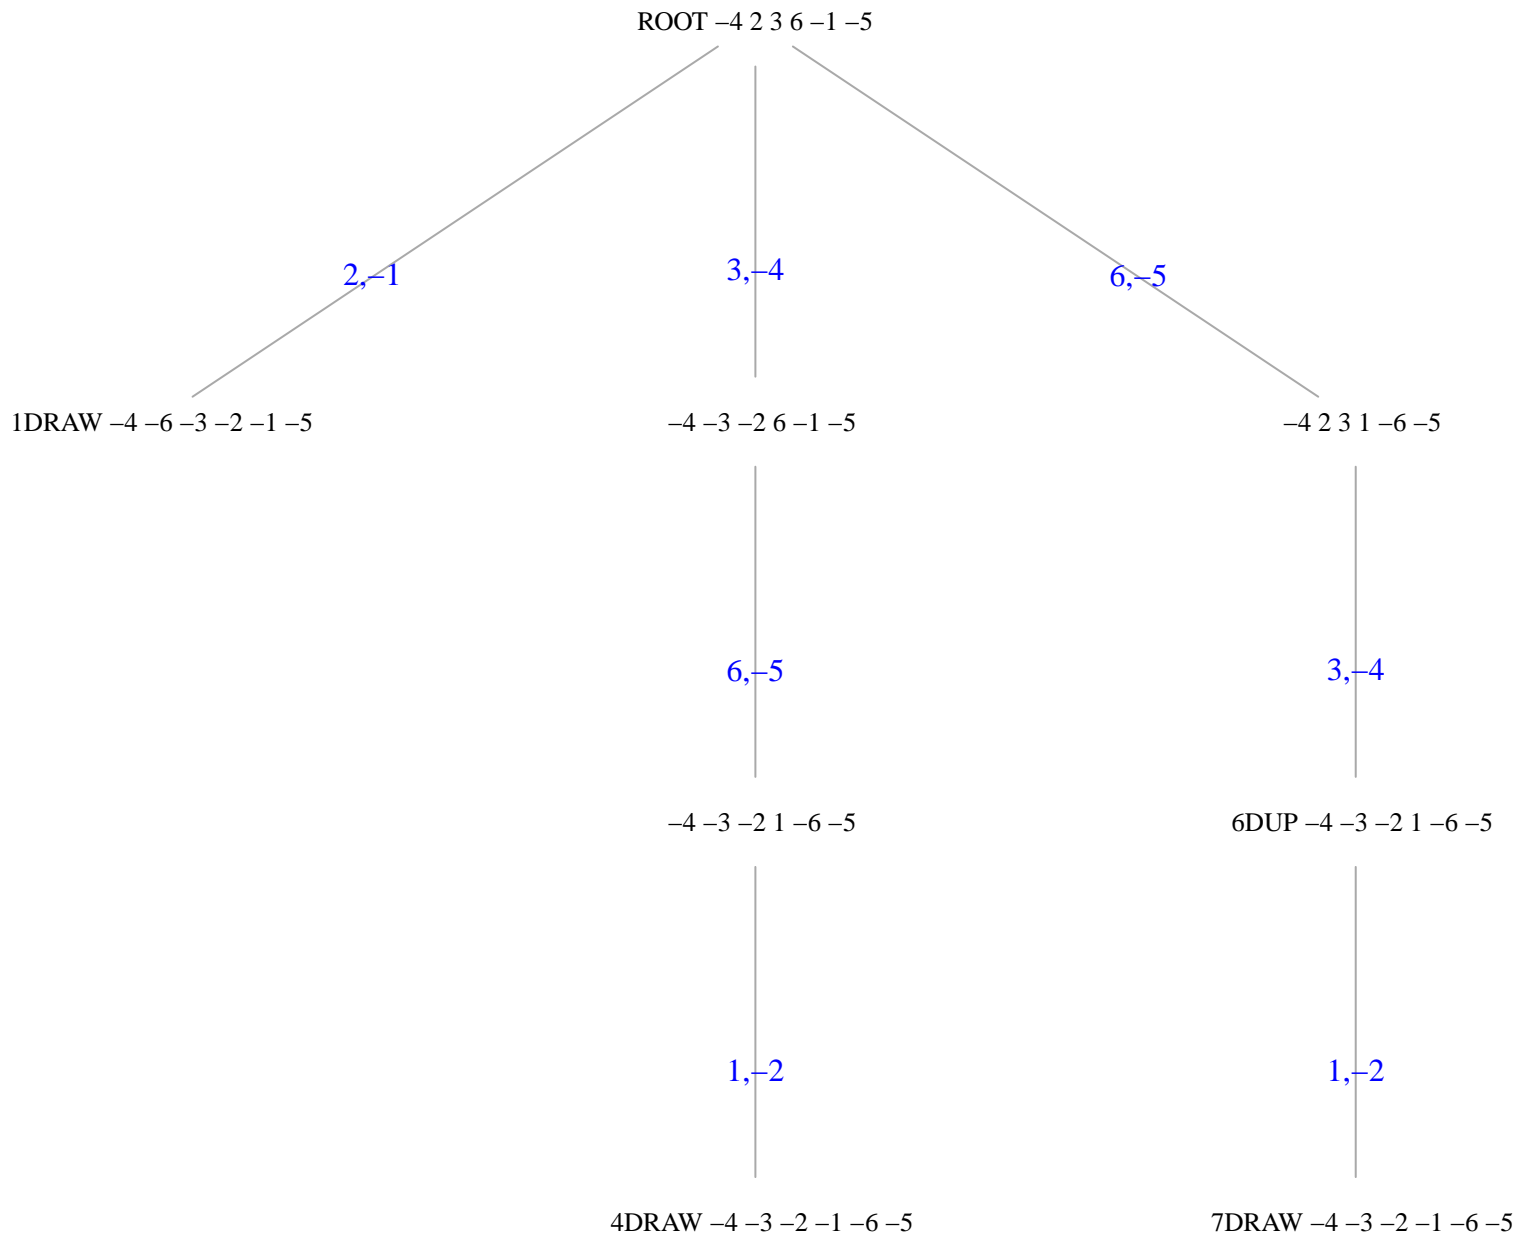 ROOT –4 2 3 6 –1 –5
2,–1
3,–4
6,–5
1DRAW –4 –6 –3 –2 –1 –5
–4 –3 –2 6 –1 –5
–4 2 3 1 –6 –5
6,–5
3,–4
–4 –3 –2 1 –6 –5
6DUP –4 –3 –2 1 –6 –5
1,–2
1,–2
4DRAW –4 –3 –2 –1 –6 –5
7DRAW –4 –3 –2 –1 –6 –5